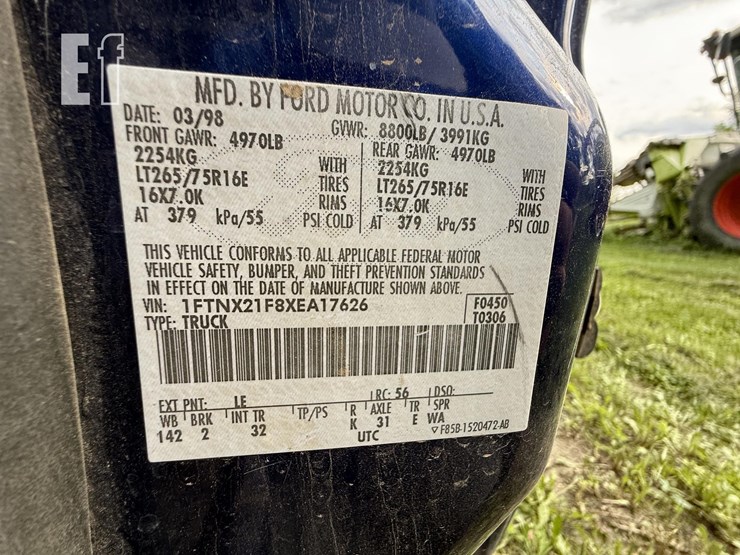 Ef
MFD. BY FORD MOTOR CO. IN U.S.A.
DATE: 03/98 GVWR: 8800LB / 3991KG
FRONT GAWR: 4970LB REAR GAWR: 4970LB
2254KG WITH 2254KG WITH
LT265/75R16E TIRES LT265/75R16E TIRES
16X7.0K RIMS 16X7.0K RIMS
AT 379 kPa/55 PSI COLD AT 379 kPa/55 PSI COLD
THIS VEHICLE CONFORMS TO ALL APPLICABLE FEDERAL MOTOR
VEHICLE SAFETY, BUMPER, AND THEFT PREVENTION STANDARDS
IN EFFECT ON THE DATE OF MANUFACTURE SHOWN ABOVE.
VIN: 1FTNX21F8XEA17626 F0450
TYPE: TRUCK T0306
EXT PNT: LE RC: 56 DSO:
WB BRK INT TR TP/PS R AXLE TR SPR
142 2 32 K 31 E WA
UTC ▽ F85B-1520472-AB